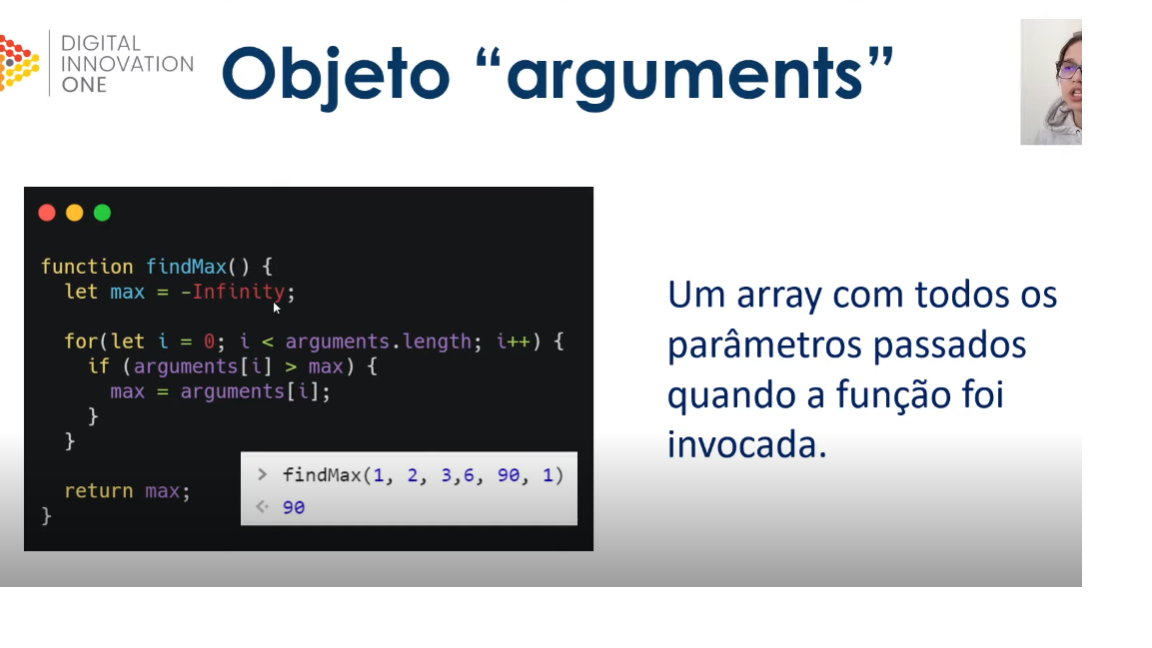 DIGITAL
INNOVATION
ONE
Objeto “arguments”
function findMax() {
let max = -Infinity;
for(let i = 0; i < arguments.length; i++) {
if (arguments[i] > max) {
max = arguments[i];
}
}
return max;
}
> findMax(1, 2, 3,6, 90, 1)
90
Um array com todos os
parâmetros passados
quando a função foi
invocada.